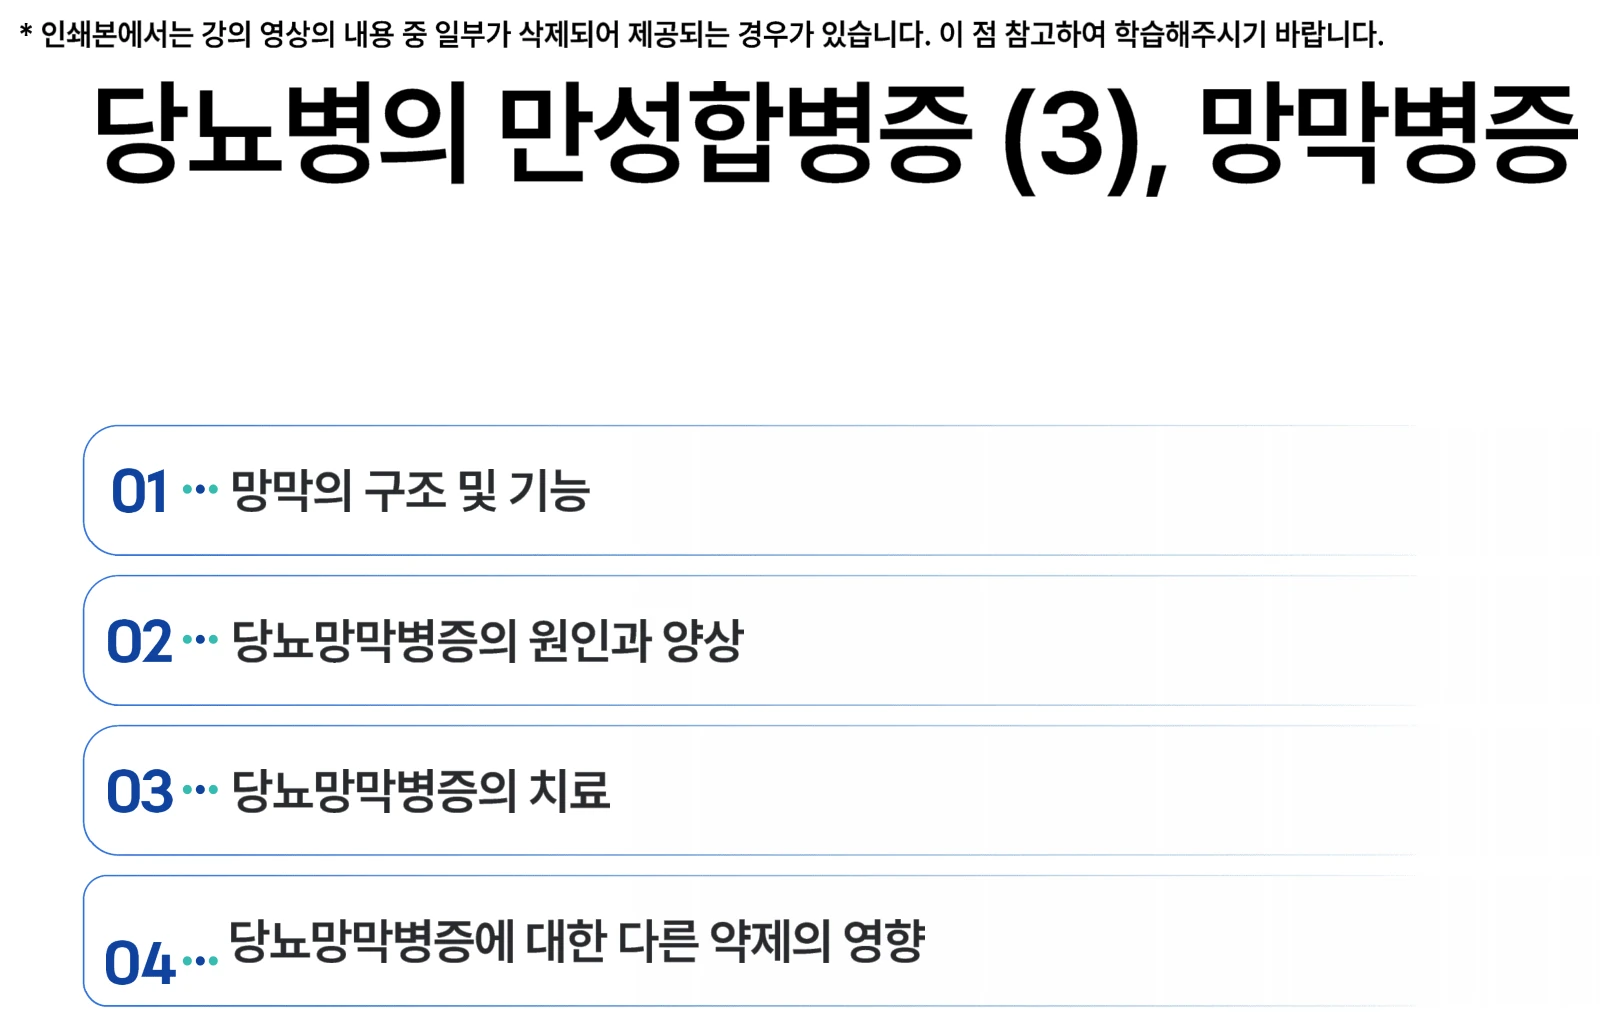 * 인쇄본에서는 강의 영상의 내용 중 일부가 삭제되어 제공되는 경우가 있습니다. 이 점 참고하여 학습해주시기 바랍니다.
당뇨병의 만성합병증 (3), 망막병증
01 ••• 망막의 구조 및 기능
02 ••• 당뇨망막병증의 원인과 양상
03 ••• 당뇨망막병증의 치료
04 ••• 당뇨망막병증에 대한 다른 약제의 영향